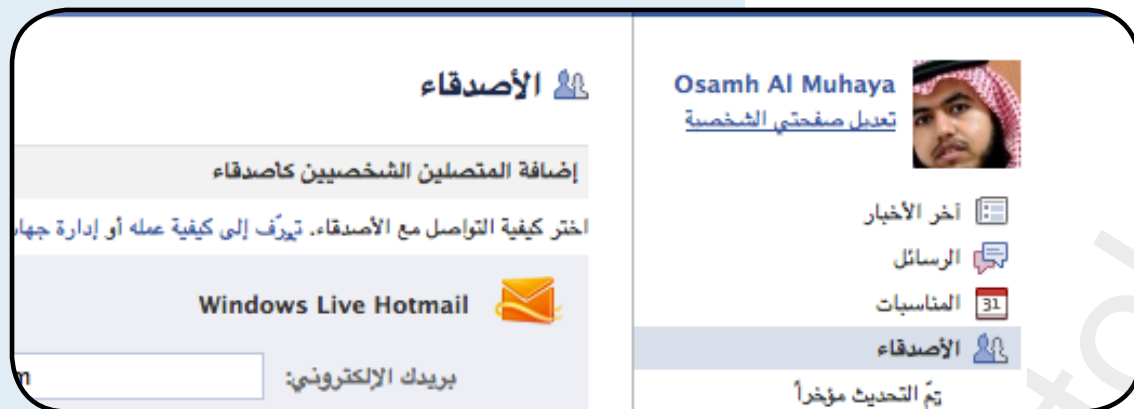 Osamh Al Muhaya
تعديل صفحتي الشخصية
آخر الأخبار
الرسائل
31
المناسبات
الأصدقاء
تمّ التحديث مؤخراً
الأصدقاء
إضافة المتصلين الشخصيين كأصدقاء
اختر كيفية التواصل مع الأصدقاء. تعرّف إلى كيفية عمله أو إدارة
Windows Live Hotmail
بريدك الإلكتروني: